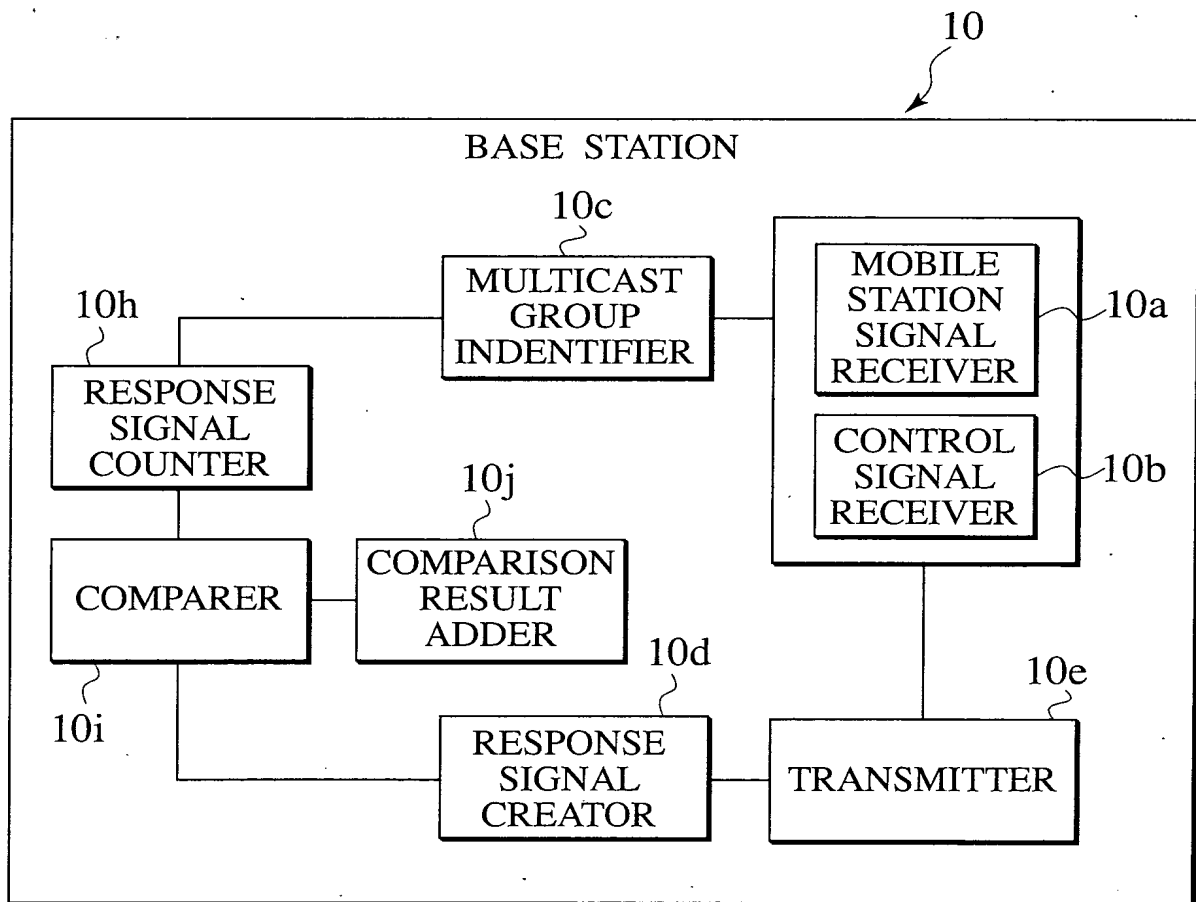 10
BASE STATION
10c
MULTICAST
GROUP
INDENTIFIER
MOBILE
STATION
SIGNAL
RECEIVER
10a
10h
RESPONSE
SIGNAL
COUNTER
CONTROL
SIGNAL
RECEIVER
10b
10j
COMPARER
COMPARISON
RESULT
ADDER
10i
10d
RESPONSE
SIGNAL
CREATOR
10e
TRANSMITTER